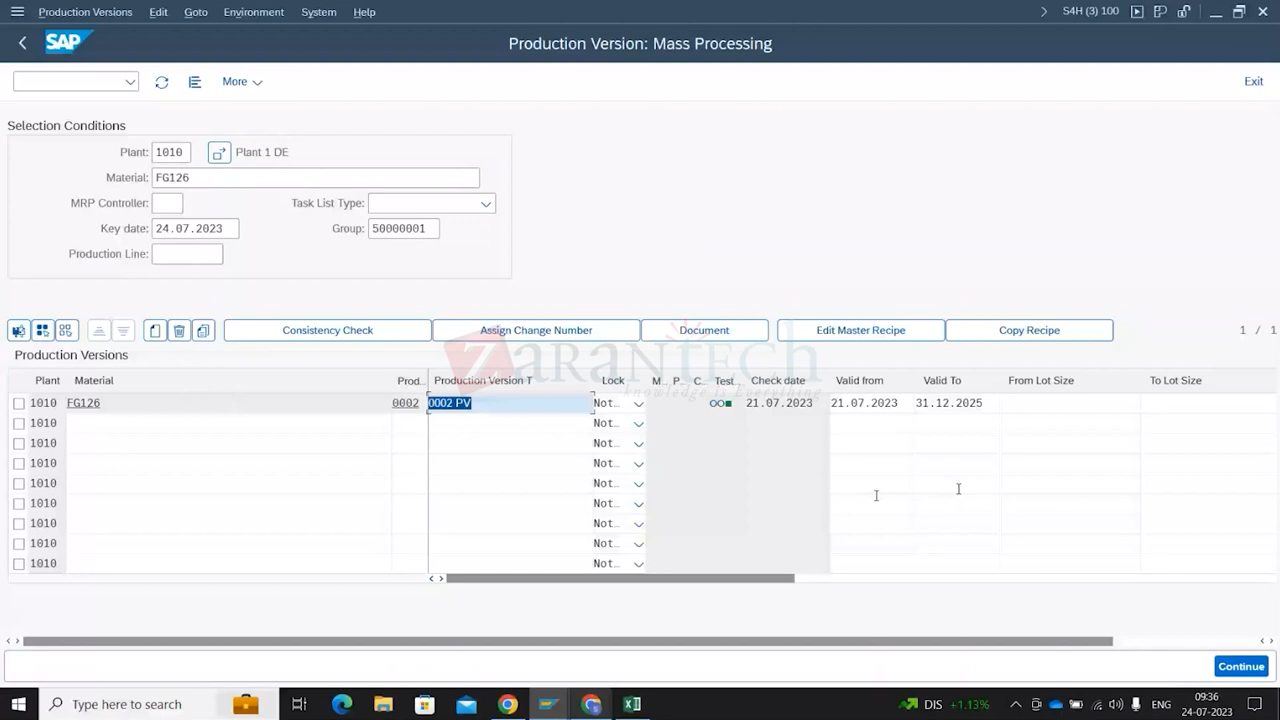 Production Versions Edit Goto Environment System Help S4H (3) 100
SAP Production Version: Mass Processing
More Exit
Selection Conditions
Plant: 1010 Plant 1 DE
Material: FG126
MRP Controller: Task List Type:
Key date: 24.07.2023 Group: 50000001
Production Line:
Consistency Check Assign Change Number Document Edit Master Recipe Copy Recipe 1 / 1
ZARANTECH
Knowledge is Everything
Production Versions
Plant Material Prod... Production Version T Lock M... P... C... Test... Check date Valid from Valid To From Lot Size To Lot Size
1010 FG126 0002 0002 PV Not... 21.07.2023 21.07.2023 31.12.2025
1010 Not...
1010 Not...
1010 Not...
1010 Not...
1010 Not...
1010 Not...
1010 Not...
1010 Not...
Continue
Type here to search DIS +1.13% ENG 09:36
24-07-2023